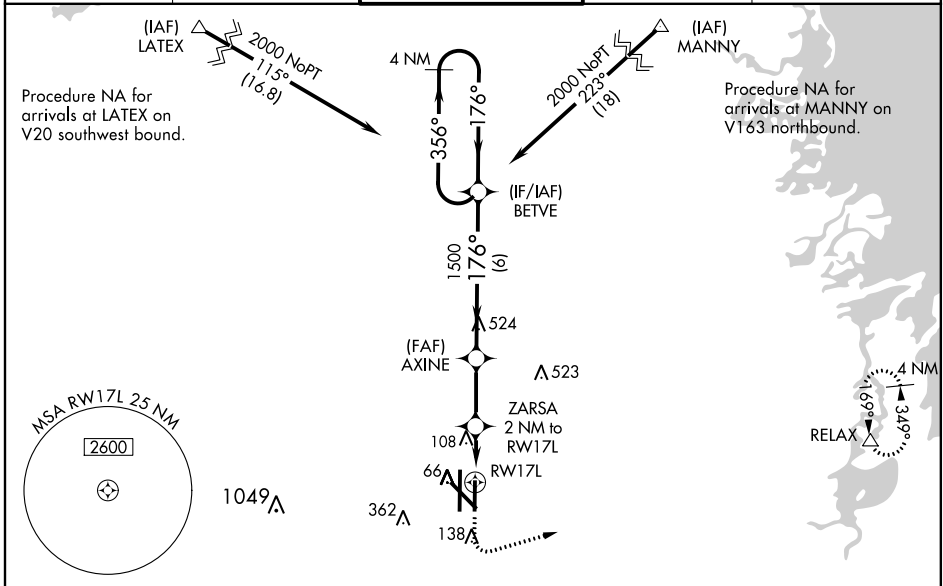 (IAF)
LATEX
2000 NoPT
115°
(16.8)
Procedure NA for
arrivals at LATEX on
V20 southwest bound.
4 NM
356°
176°
(IAF)
MANNY
2000 NoPT
223°
(18)
Procedure NA for
arrivals at MANNY on
V163 northbound.
(IF/IAF)
BETVE
1500
176°
(6)
524
(FAF)
AXINE
523
ZARSA
2 NM to
RW17L
108
66
RW17L
MSA RW17L 25 NM
2600
1049
362
138
4 NM
169°
349°
RELAX